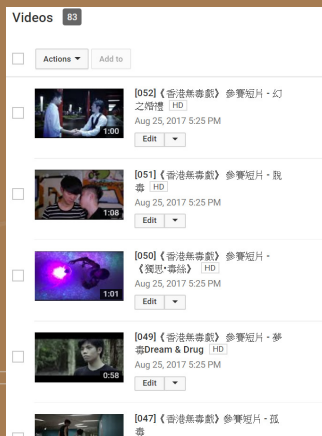 Videos 83
Actions Add to
[052]《香港無毒戲》參賽短片 - 幻
之婚禮 HD
Aug 25, 2017 5:25 PM
1:00
Edit
[051]《香港無毒戲》參賽短片 - 脫
毒 HD
Aug 25, 2017 5:25 PM
1:08
Edit
[050]《香港無毒戲》參賽短片 -
《獨思•毒絲》 HD
Aug 25, 2017 5:25 PM
1:01
Edit
[049]《香港無毒戲》參賽短片 - 夢
毒Dream & Drug HD
Aug 25, 2017 5:25 PM
0:58
Edit
[047]《香港無毒戲》參賽短片 - 孤
毒